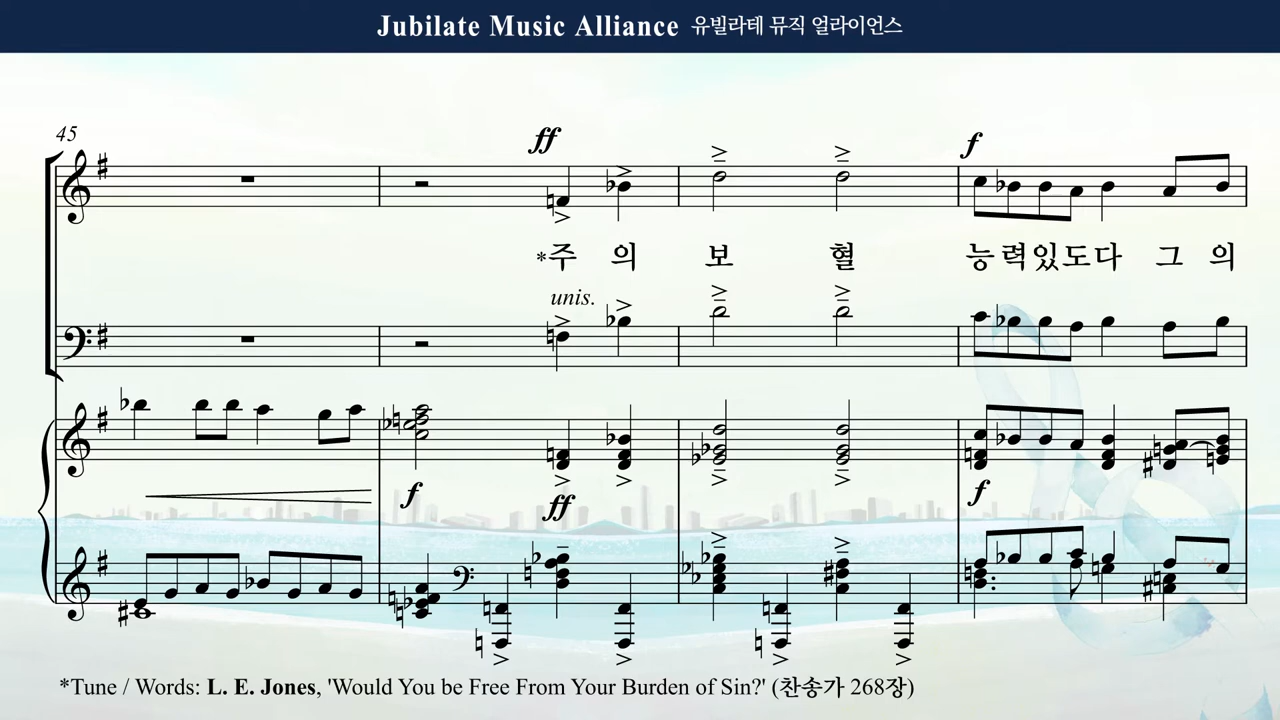 Jubilate Music Alliance 유빌라테 뮤직 얼라이언스
45
ff
f
*주 의 보 혈 능력있도다 그 의
unis.
f
ff
f
*Tune / Words: L. E. Jones, 'Would You be Free From Your Burden of Sin?' (찬송가 268장)